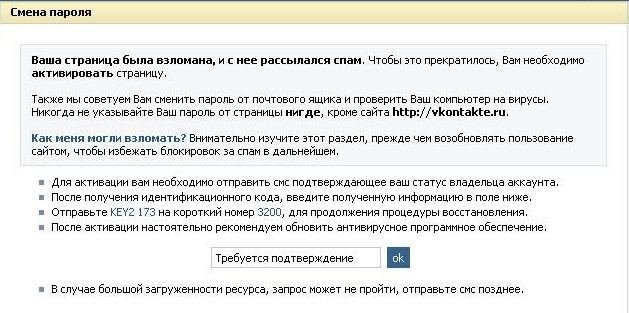 Смена пароля
Ваша страница была взломана, и с нее рассылался спам. Чтобы это прекратилось, Вам необходимо
активировать страницу.
Также мы советуем Вам сменить пароль от почтового ящика и проверить Ваш компьютер на вирусы.
Никогда не указывайте Ваш пароль от страницы нигде, кроме сайта http://vkontakte.ru.
Как меня могли взломать? Внимательно изучите этот раздел, прежде чем возобновлять пользование
сайтом, чтобы избежать блокировок за спам в дальнейшем.
Для активации вам необходимо отправить смс подтверждающее ваш статус владельца аккаунта.
После получения идентификационного кода, введите полученную информацию в поле ниже.
Отправьте KEY2 173 на короткий номер 3200, для продолжения процедуры восстановления.
После активации настоятельно рекомендуем обновить антивирусное программное обеспечение.
Требуется подтверждение ok
В случае большой загруженности ресурса, запрос может не пройти, отправьте смс позднее.